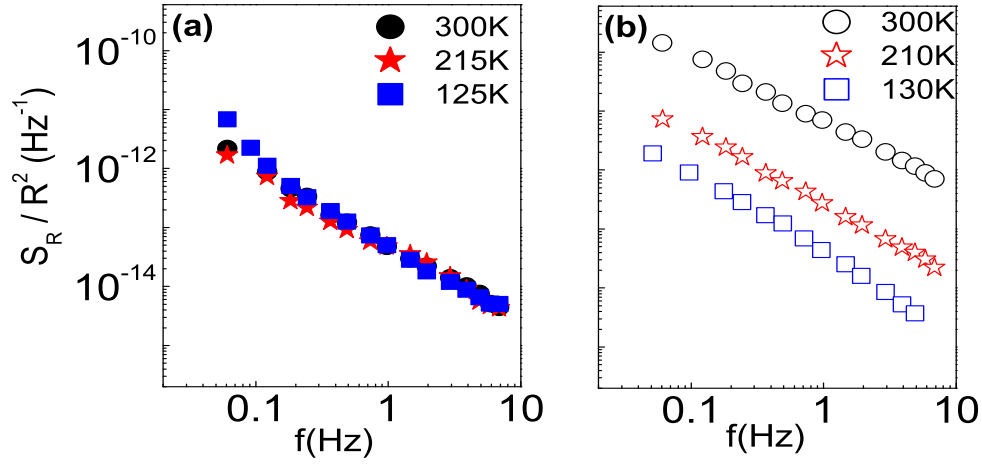 (a)
300K
215K
125K
10⁻¹⁰
10⁻¹²
10⁻¹⁴
S_R / R² (Hz⁻¹)
0.1
1
10
f(Hz)
(b)
300K
210K
130K
0.1
1
10
f(Hz)